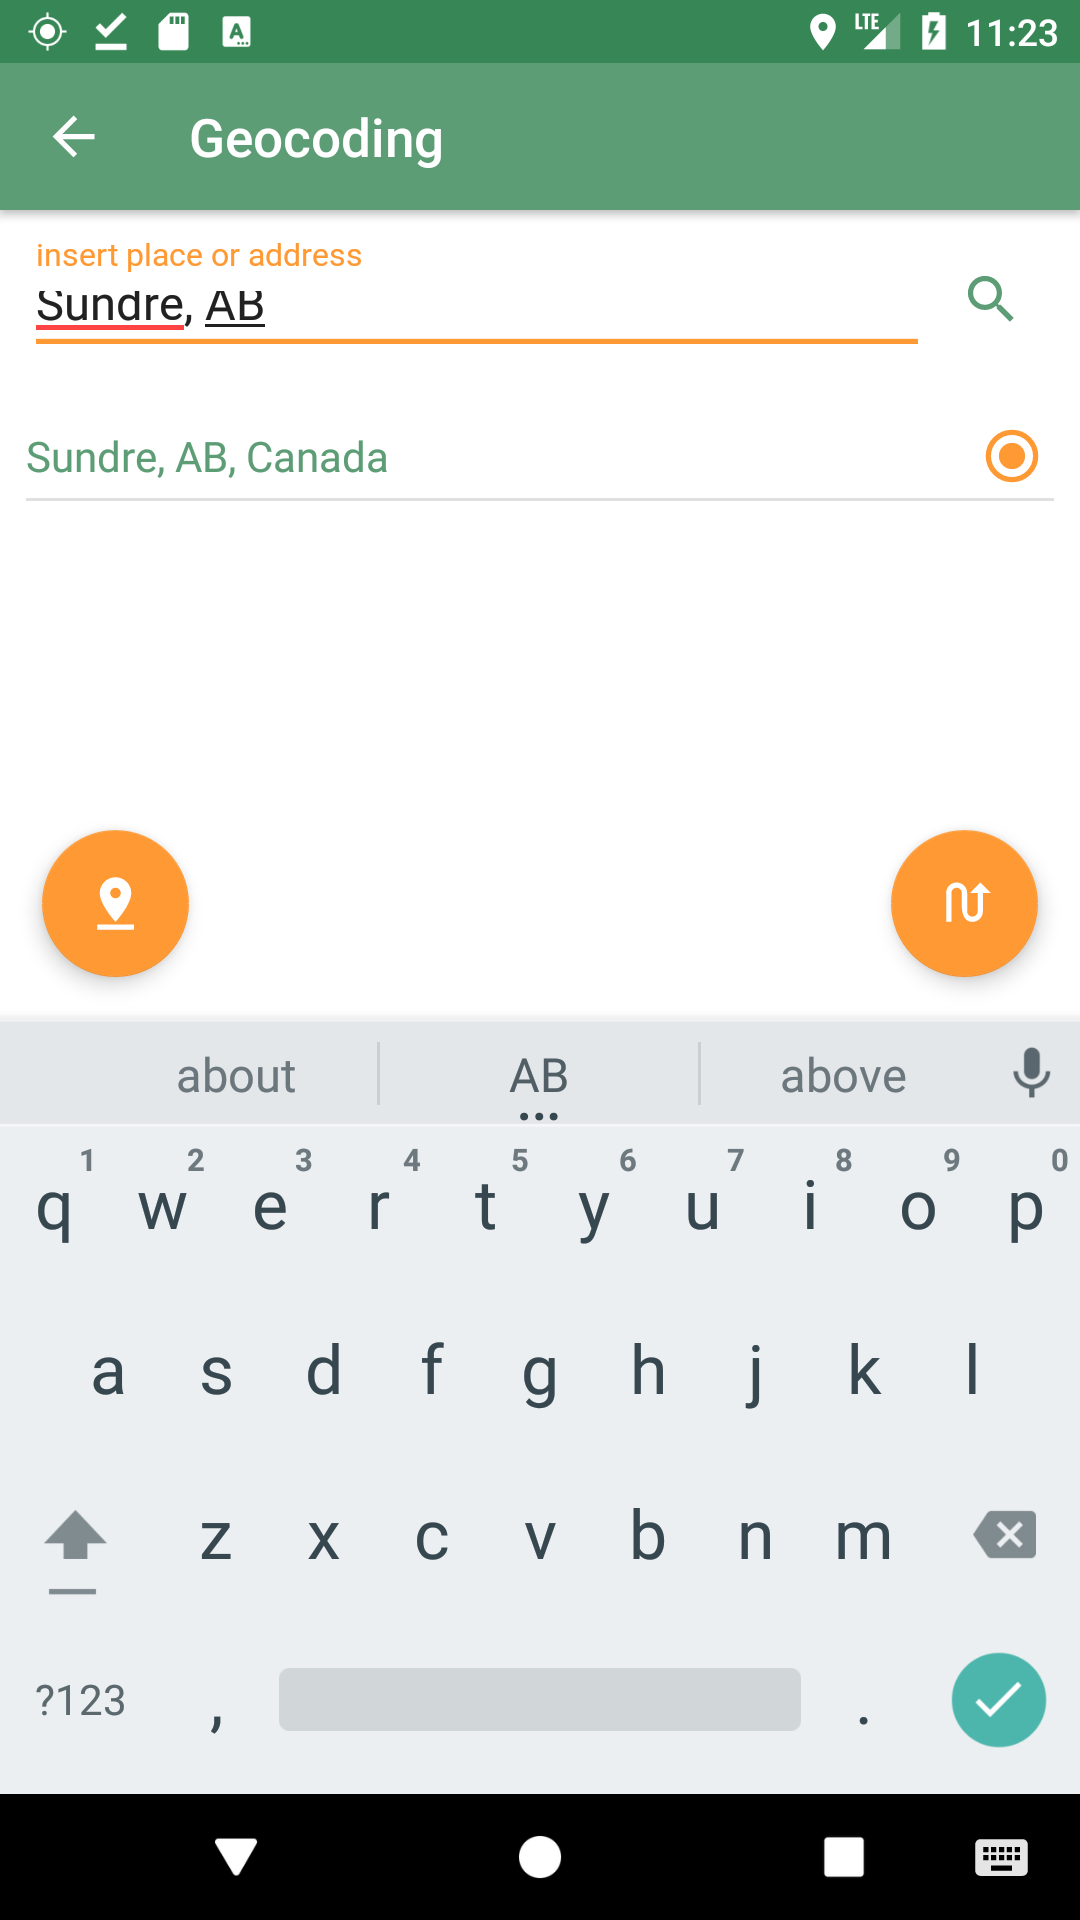 LTE 11:23
Geocoding
insert place or address
Sundre, AB
Sundre, AB, Canada
about AB above
1 2 3 4 5 6 7 8 9 0
q w e r t y u i o p
a s d f g h j k l
z x c v b n m
?123 , .